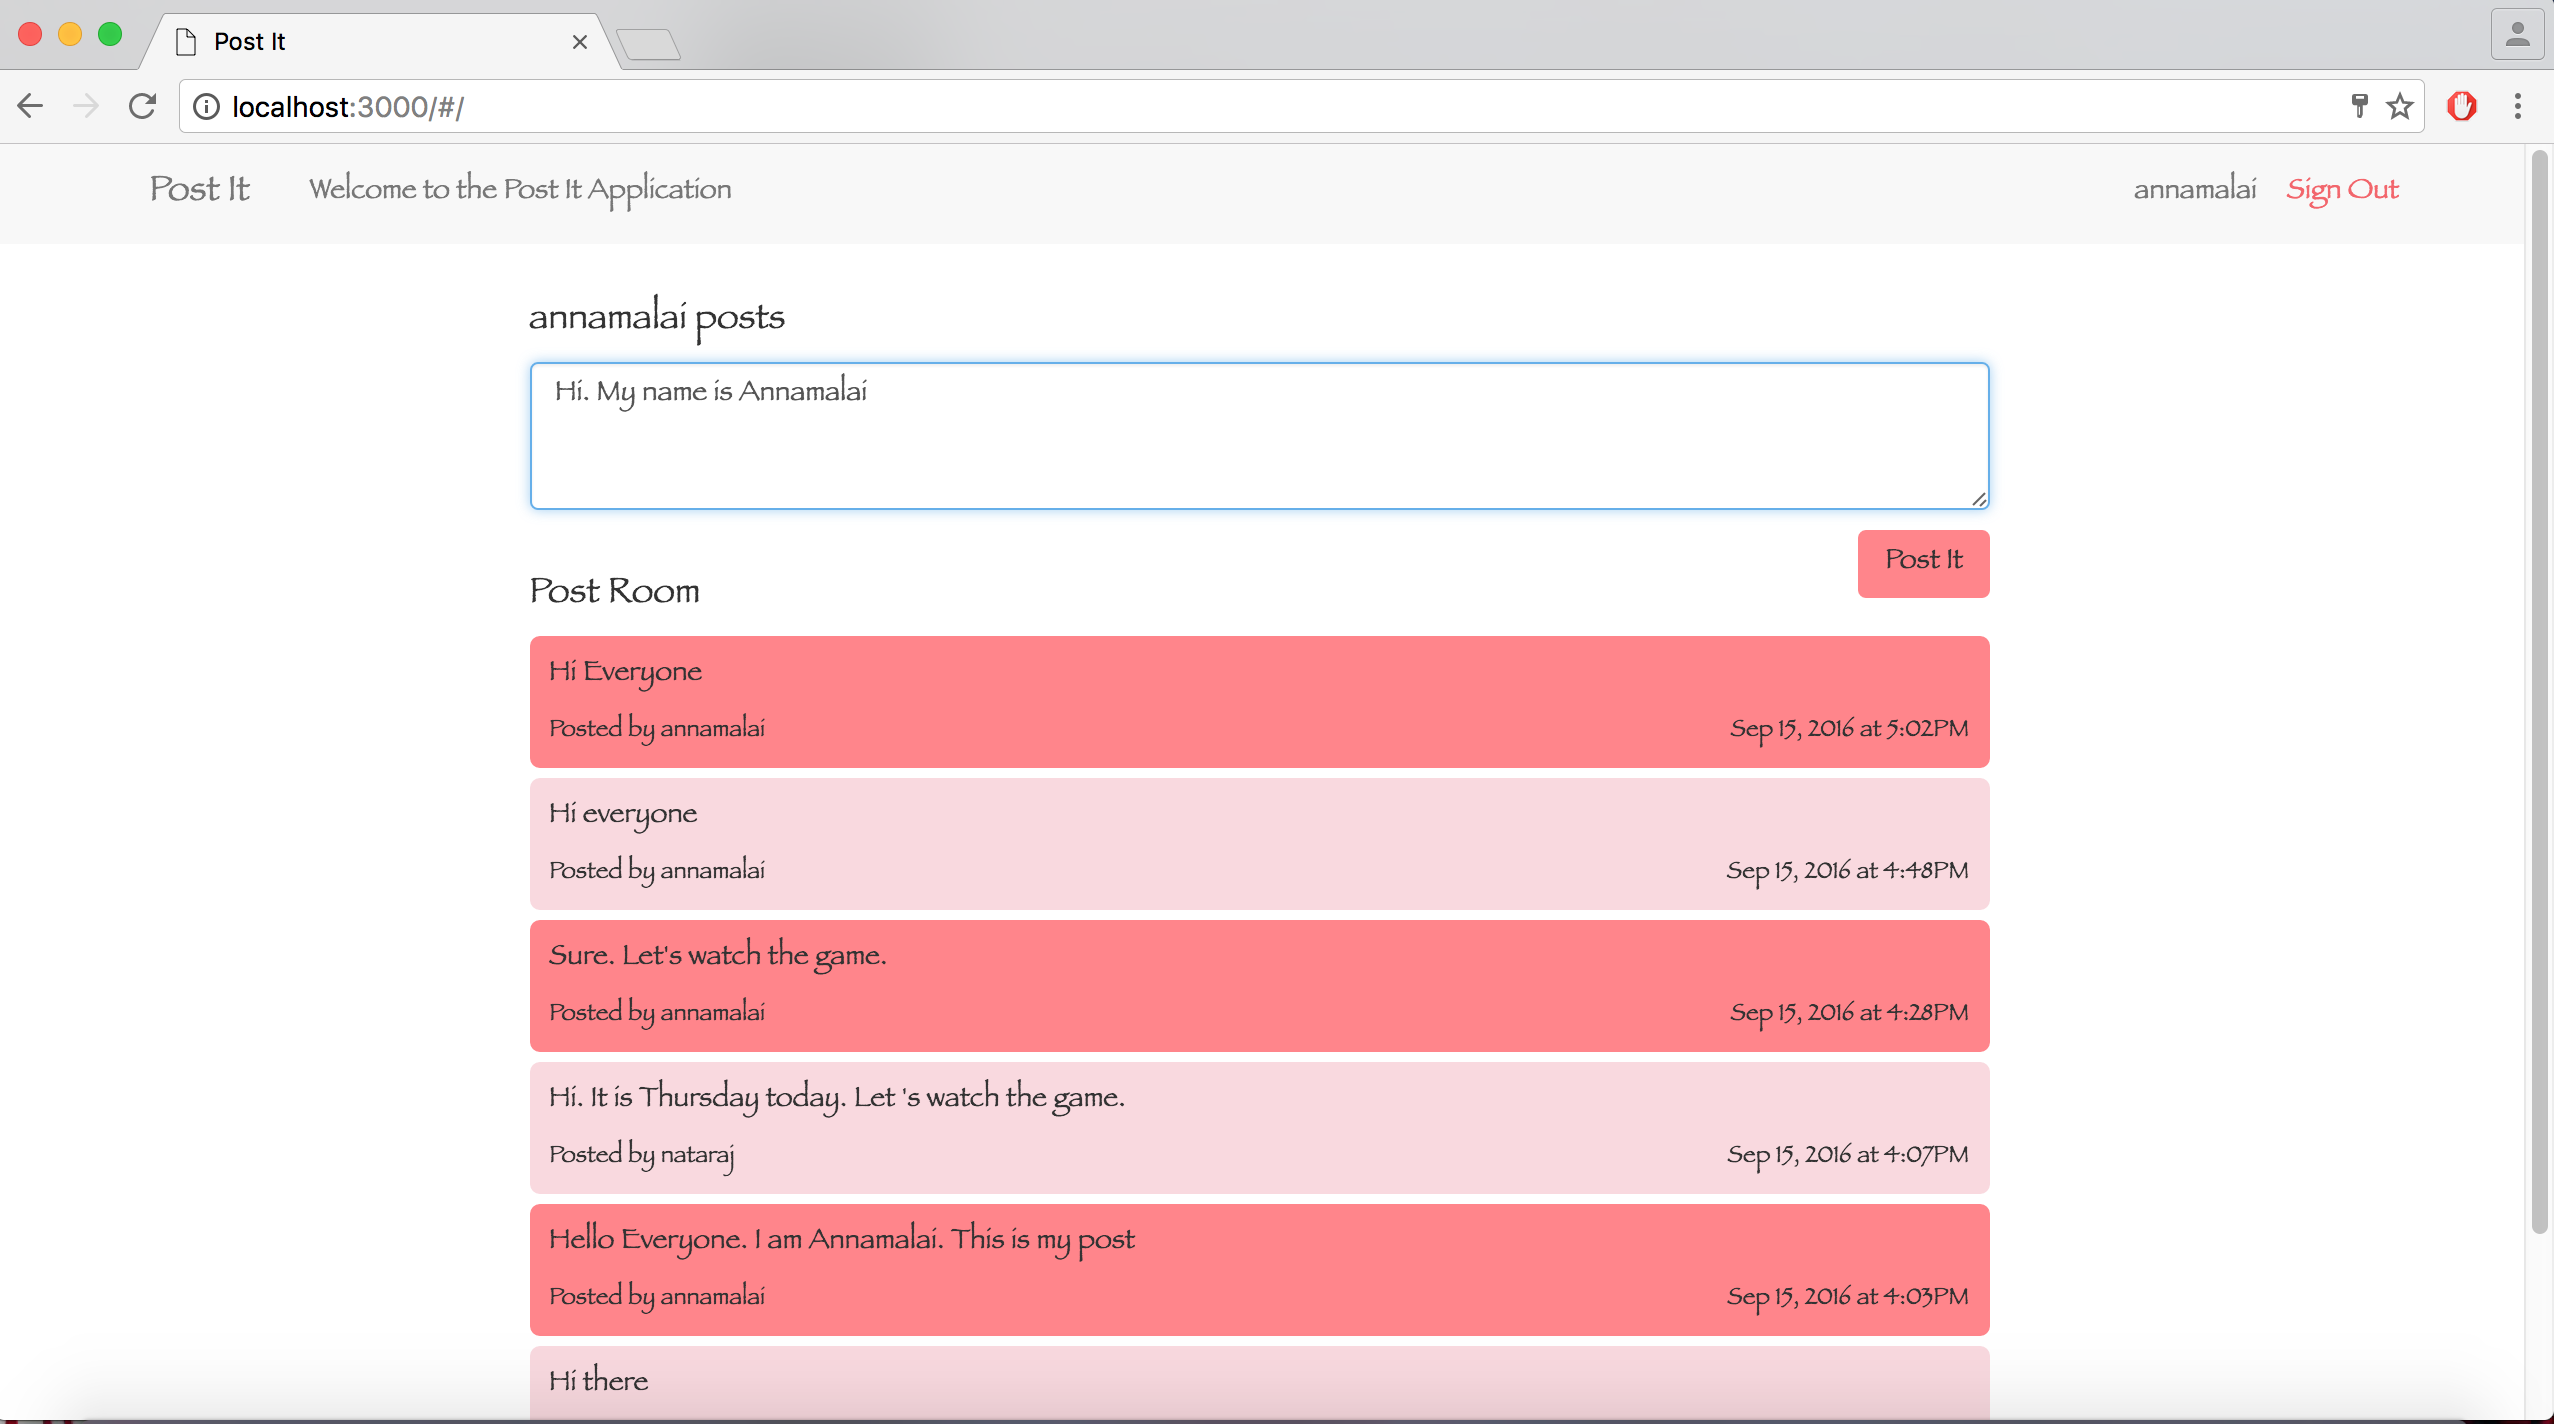 Post It
localhost:3000/#/
Post It Welcome to the Post It Application annamalai Sign Out
annamalai posts
Hi. My name is Annamalai
Post It
Post Room
Hi Everyone
Posted by annamalai Sep 15, 2016 at 5:02PM
Hi everyone
Posted by annamalai Sep 15, 2016 at 4:48PM
Sure. Let's watch the game.
Posted by annamalai Sep 15, 2016 at 4:28PM
Hi. It is Thursday today. Let 's watch the game.
Posted by nataraj Sep 15, 2016 at 4:07PM
Hello Everyone. I am Annamalai. This is my post
Posted by annamalai Sep 15, 2016 at 4:03PM
Hi there